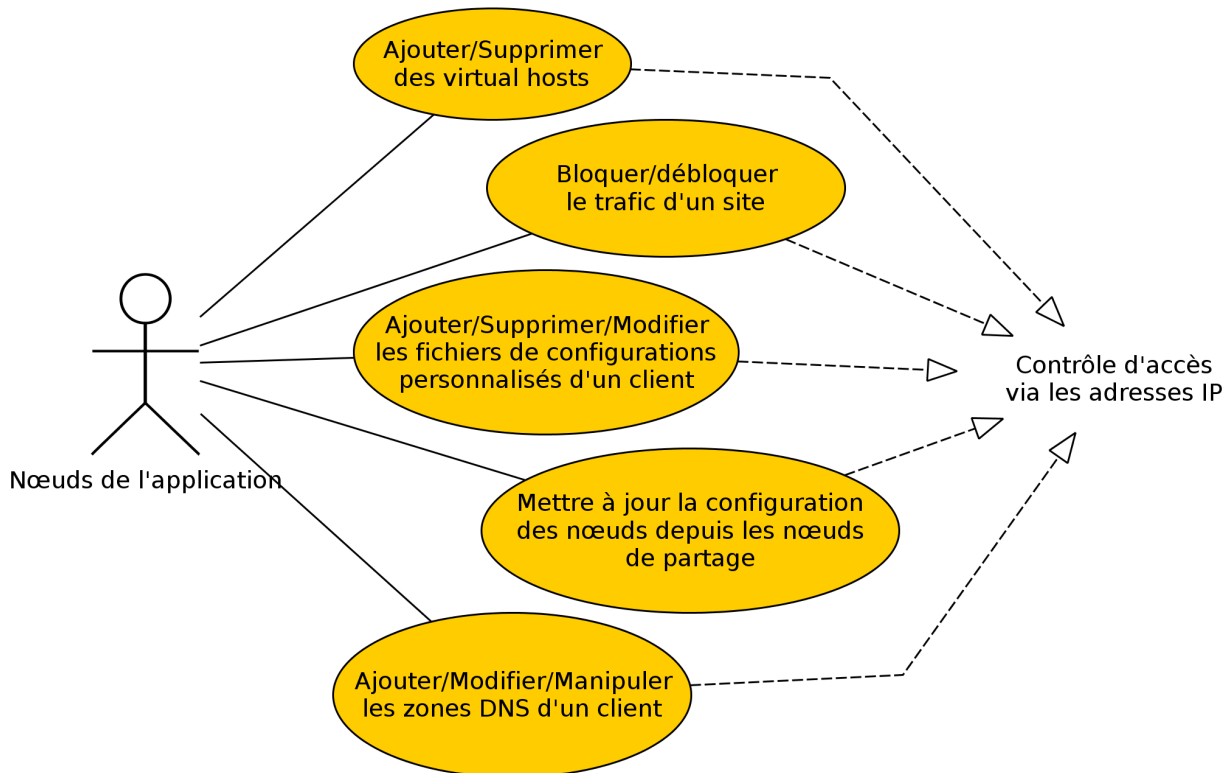 Ajouter/Supprimer
des virtual hosts
Bloquer/débloquer
le trafic d'un site
Ajouter/Supprimer/Modifier
les fichiers de configurations
personnalisés d'un client
Contrôle d'accès
via les adresses IP
Nœuds de l'application
Mettre à jour la configuration
des nœuds depuis les nœuds
de partage
Ajouter/Modifier/Manipuler
les zones DNS d'un client